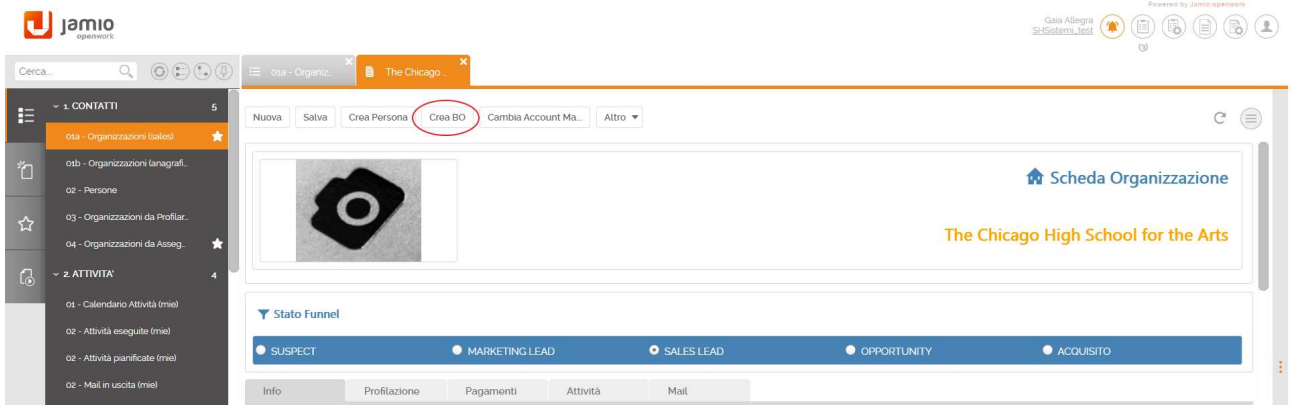 Powered by Jamio openwork
jamio
openwork
Gaia Allegra
SHSistemi_test
(3)
Cerca...
01a - Organiz...
The Chicago ...
1. CONTATTI 5
01a - Organizzazioni (sales)
01b - Organizzazioni (anagrafi...
02 - Persone
03 - Organizzazioni da Profilar...
04 - Organizzazioni da Asseg...
2. ATTIVITA' 4
01 - Calendario Attività (mie)
02 - Attività eseguite (mie)
02 - Attività pianificate (mie)
02 - Mail in uscita (mie)
Nuova Salva Crea Persona Crea BO Cambia Account Ma... Altro
Scheda Organizzazione
The Chicago High School for the Arts
Stato Funnel
SUSPECT MARKETING LEAD SALES LEAD OPPORTUNITY ACQUISITO
Info Profilazione Pagamenti Attività Mail